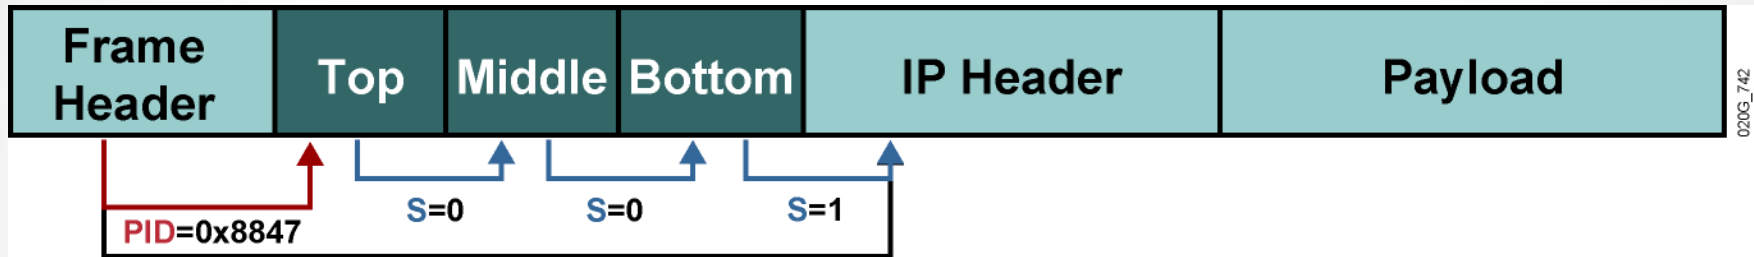 Frame
Header
Top
Middle
Bottom
IP Header
Payload
S=0
S=0
S=1
PID=0x8847
020G_742